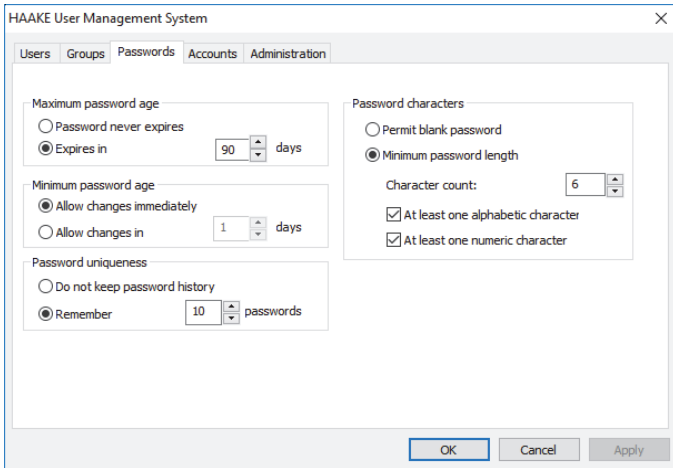 HAAKE User Management System
Users Groups Passwords Accounts Administration
Maximum password age
Password never expires
Expires in 90 days
Minimum password age
Allow changes immediately
Allow changes in 1 days
Password uniqueness
Do not keep password history
Remember 10 passwords
Password characters
Permit blank password
Minimum password length
Character count: 6
At least one alphabetic character
At least one numeric character
OK Cancel Apply